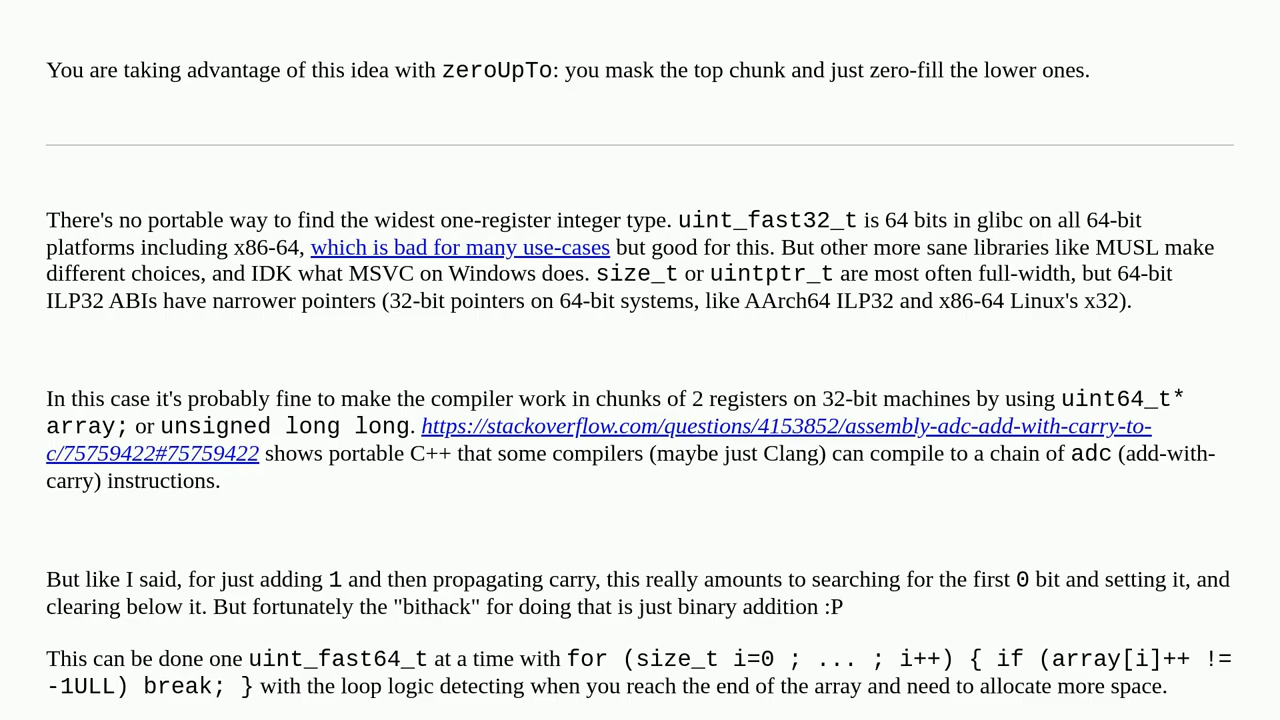 You are taking advantage of this idea with zeroUpTo: you mask the top chunk and just zero-fill the lower ones.
There's no portable way to find the widest one-register integer type. uint_fast32_t is 64 bits in glibc on all 64-bit
platforms including x86-64, which is bad for many use-cases but good for this. But other more sane libraries like MUSL make
different choices, and IDK what MSVC on Windows does. size_t or uintptr_t are most often full-width, but 64-bit
ILP32 ABIs have narrower pointers (32-bit pointers on 64-bit systems, like AArch64 ILP32 and x86-64 Linux's x32).
In this case it's probably fine to make the compiler work in chunks of 2 registers on 32-bit machines by using uint64_t*
array; or unsigned long long. https://stackoverflow.com/questions/4153852/assembly-adc-add-with-carry-to-
c/75759422#75759422 shows portable C++ that some compilers (maybe just Clang) can compile to a chain of adc (add-with-
carry) instructions.
But like I said, for just adding 1 and then propagating carry, this really amounts to searching for the first 0 bit and setting it, and
clearing below it. But fortunately the "bithack" for doing that is just binary addition :P
This can be done one uint_fast64_t at a time with for (size_t i=0 ; ... ; i++) { if (array[i]++ !=
-1ULL) break; } with the loop logic detecting when you reach the end of the array and need to allocate more space.